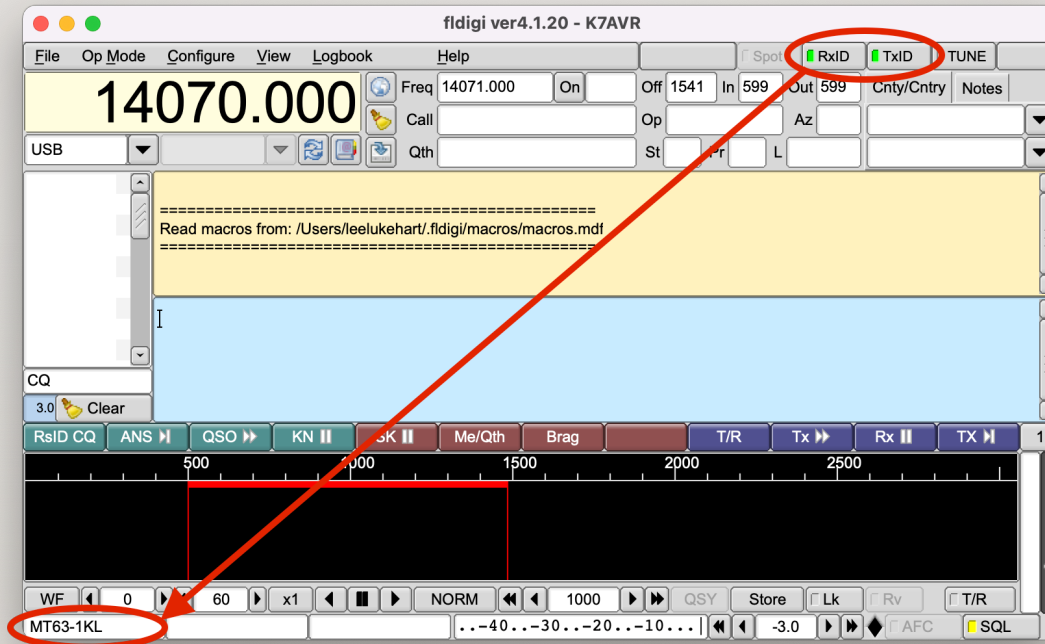 fldigi ver4.1.20 - K7AVR
File Op Mode Configure View Logbook Help Spot RxID TxID TUNE
14070.000 Freq 14071.000 On Off 1541 In 599 Out 599 Cnty/Cntry Notes
Call Op Az
USB Qth St Pr L
==================================================
Read macros from: /Users/leelukehart/.fldigi/macros/macros.mdf
==================================================
CQ
3.0 Clear
RsID CQ ANS QSO KN SK Me/Qth Brag T/R Tx Rx TX 1
500 1000 1500 2000 2500
WF 0 60 x1 NORM 1000 QSY Store Lk Rv T/R
MT63-1KL ..-40..-30..-20..-10...| -3.0 AFC SQL